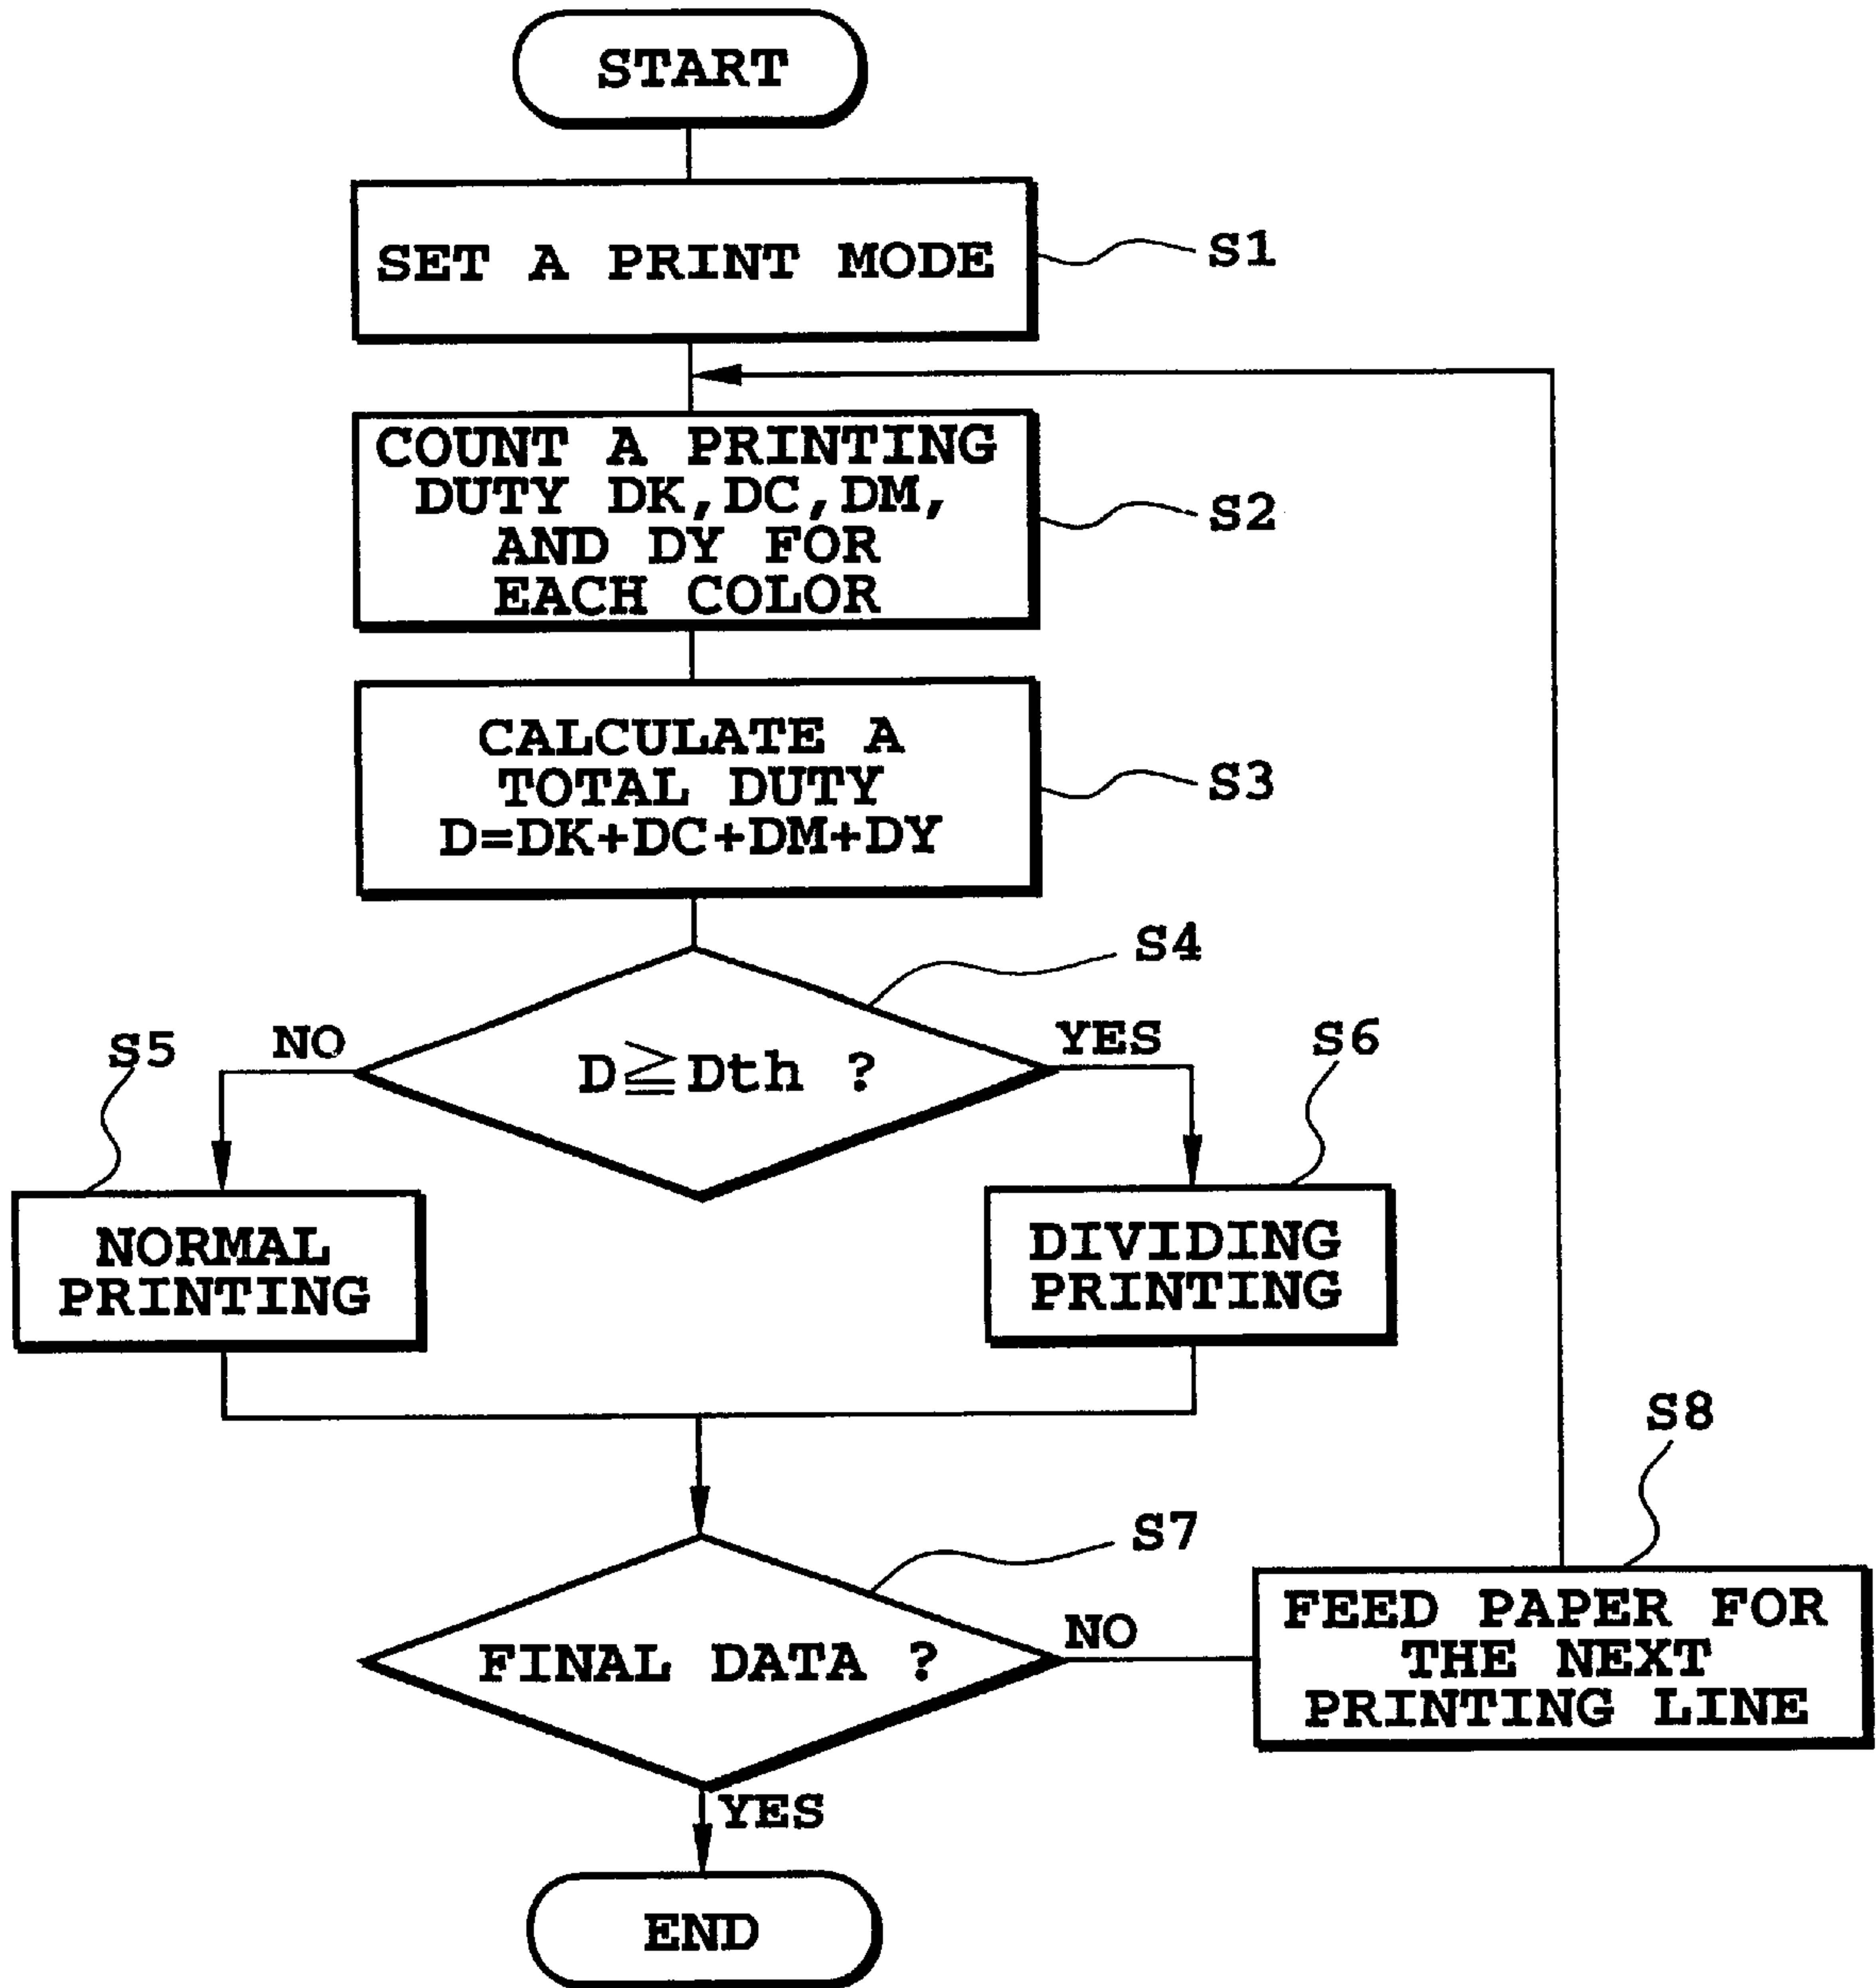 START
SET A PRINT MODE
S1
COUNT A PRINTING
DUTY DK,DC,DM,
AND DY FOR
EACH COLOR
S2
CALCULATE A
TOTAL DUTY
D=DK+DC+DM+DY
S3
S4
D≧Dth ?
NO
YES
S5
S6
NORMAL
PRINTING
DIVIDING
PRINTING
S7
FINAL DATA ?
NO
S8
FEED PAPER FOR
THE NEXT
PRINTING LINE
YES
END